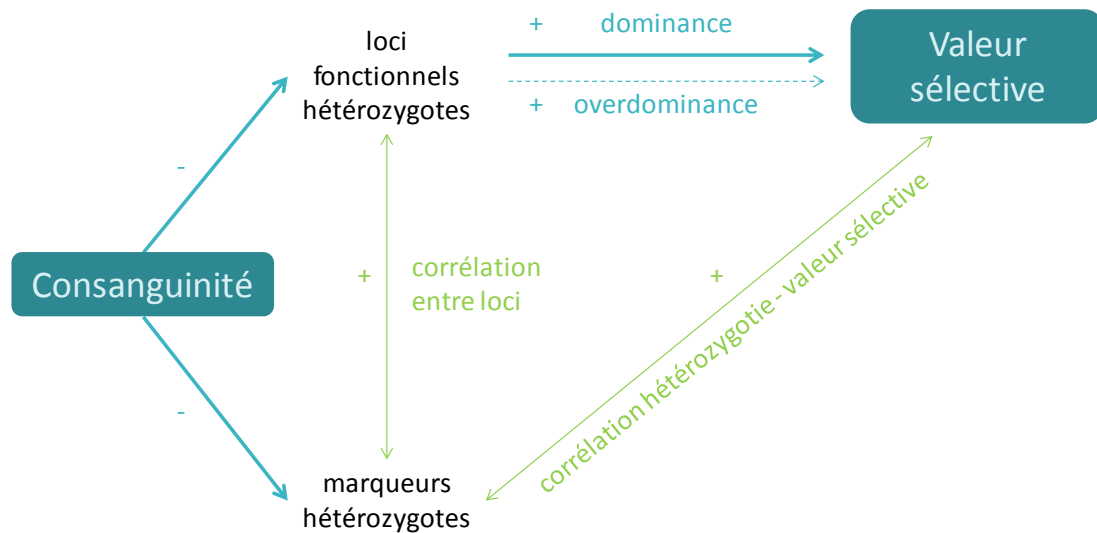 loci
fonctionnels
hétérozygotes
+ dominance
+ overdominance
Valeur
sélective
-
Consanguinité
-
+
corrélation
entre loci
+
corrélation hétérozygotie - valeur sélective
marqueurs
hétérozygotes